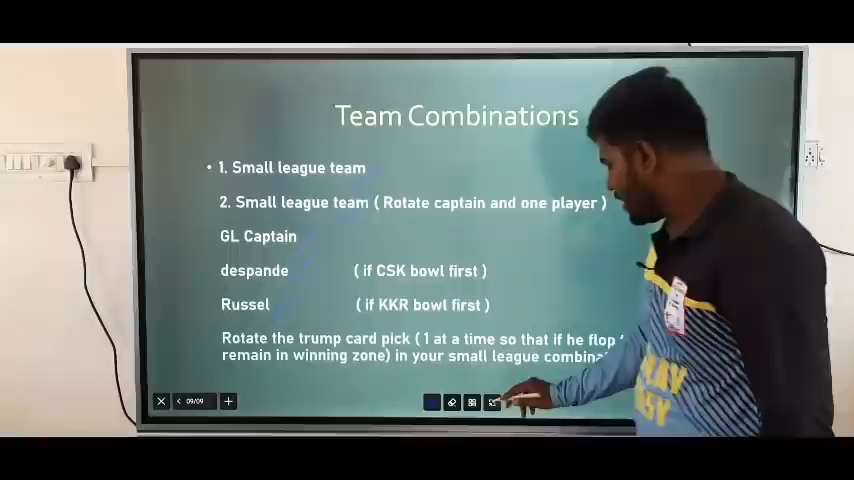 Team Combinations
• 1. Small league team
2. Small league team ( Rotate captain and one player )
GL Captain
despande ( if CSK bowl first )
Russel ( if KKR bowl first )
Rotate the trump card pick ( 1 at a time so that if he flop
remain in winning zone) in your small league
09/09